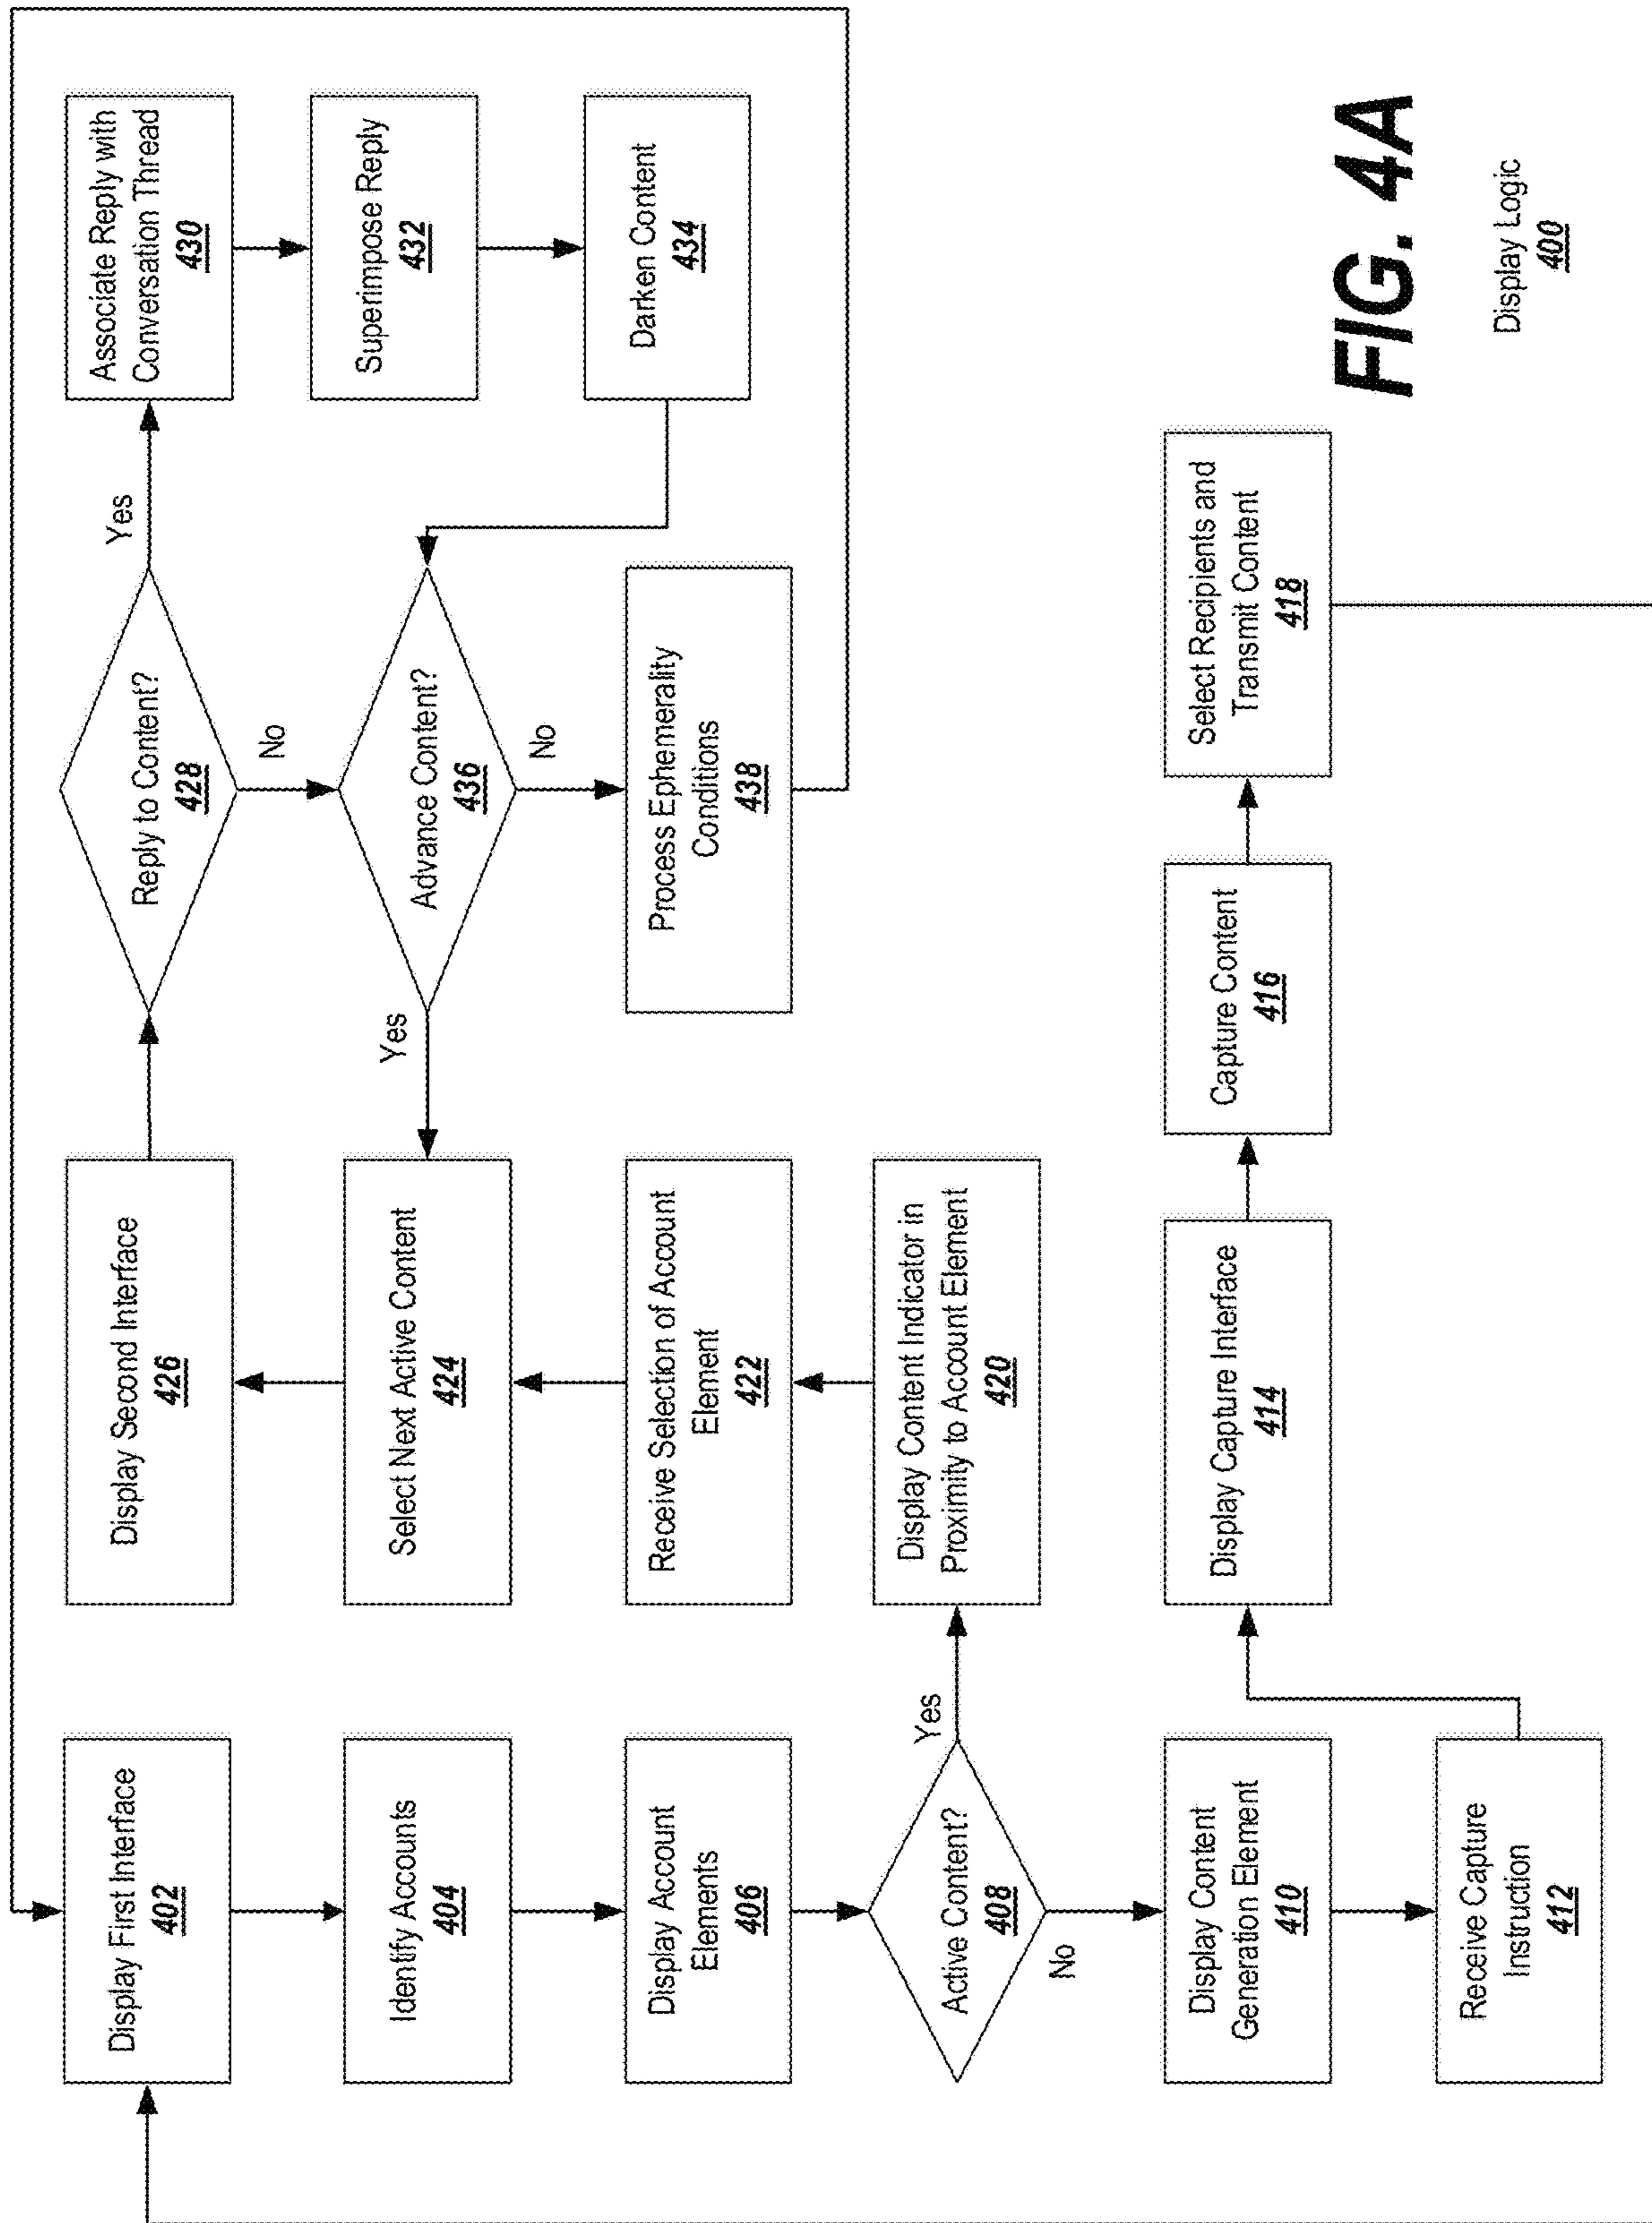 Display First Interface
402
Identify Accounts
404
Display Account
Elements
406
Active Content?
408
Yes
No
Display Content
Generation Element
410
Receive Capture
Instruction
412
Display Second Interface
426
Select Next Active Content
424
Receive Selection of Account
Element
422
Display Content Indicator in
Proximity to Account Element
420
Display Capture Interface
414
Capture Content
416
Select Recipients and
Transmit Content
418
Reply to Content?
428
Yes
No
Advance Content?
436
Yes
No
Process Ephemerality
Conditions
438
Associate Reply with
Conversation Thread
430
Superimpose Reply
432
Darken Content
434
FIG. 4A
Display Logic
400